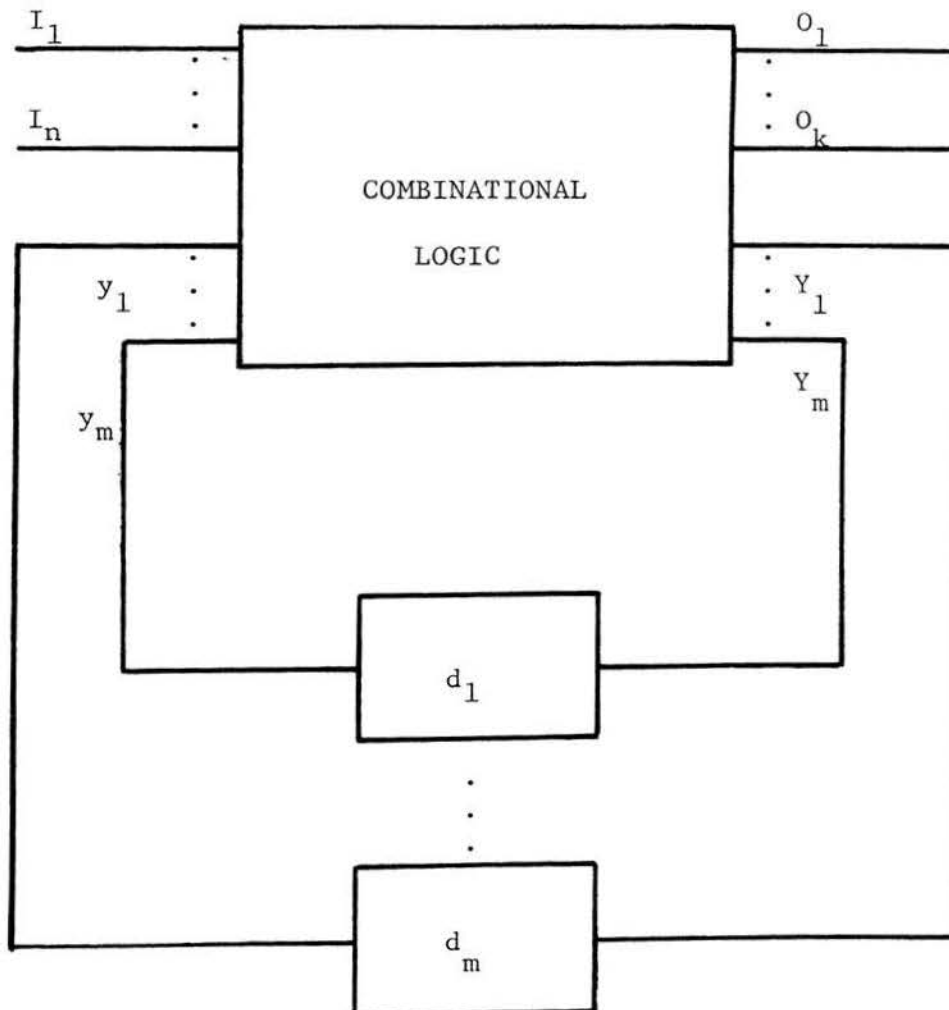 I1 O1
In Ok
COMBINATIONAL
LOGIC
y1 Y1
ym Ym
d1
dm